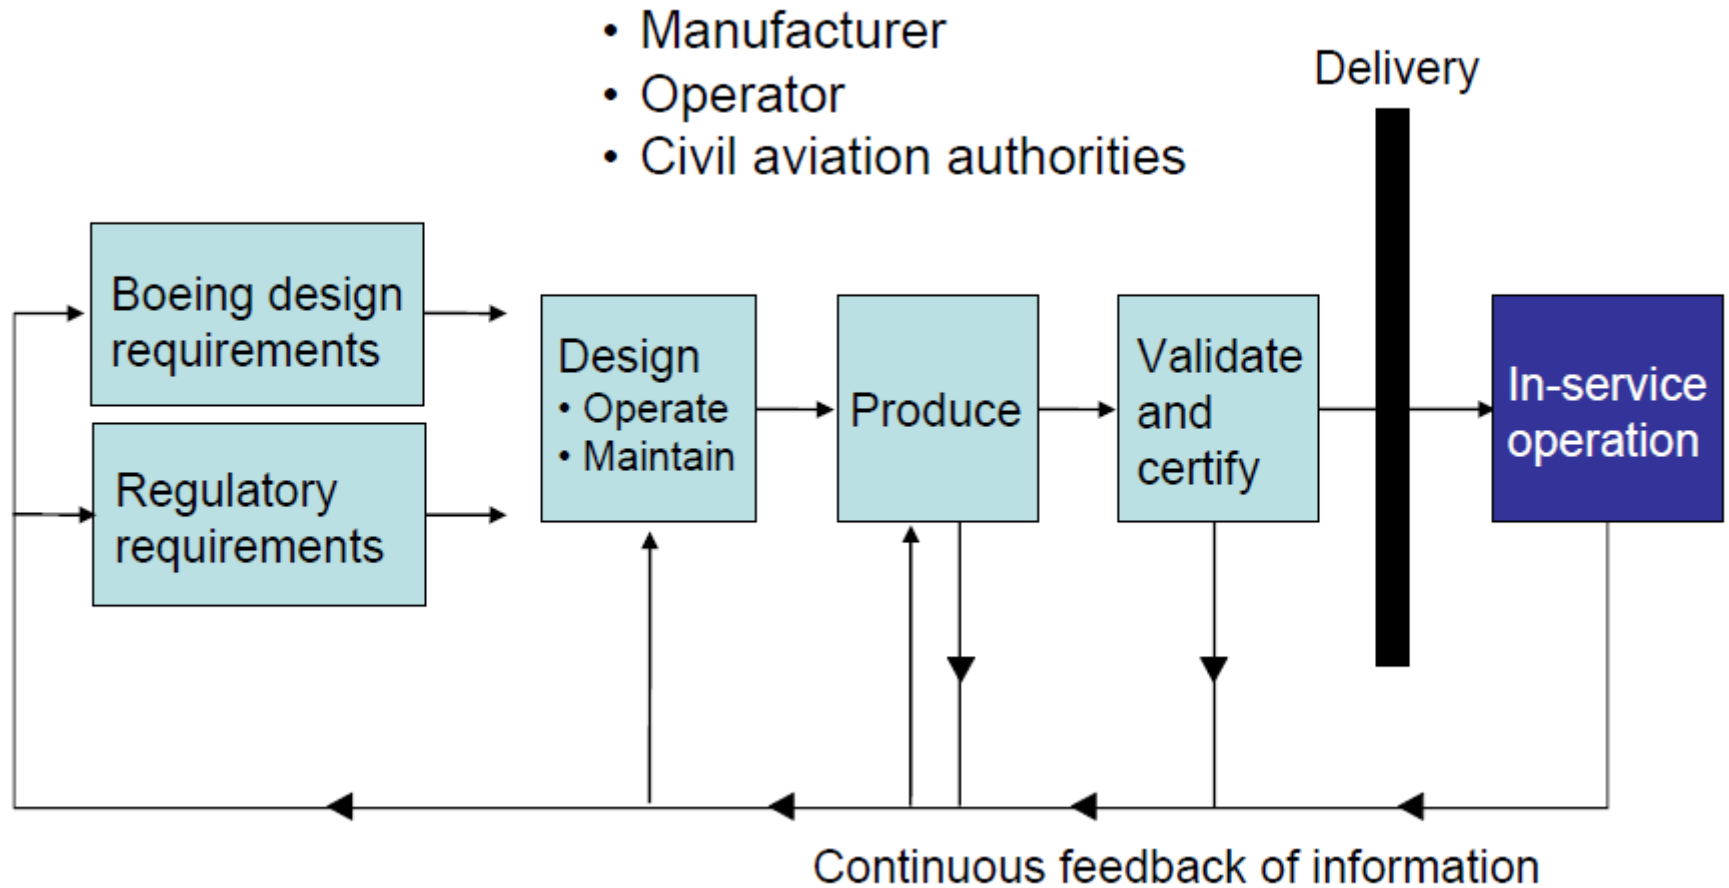 • Manufacturer
• Operator
• Civil aviation authorities
Delivery
Boeing design
requirements
Regulatory
requirements
Design
• Operate
• Maintain
Produce
Validate
and
certify
In-service
operation
Continuous feedback of information